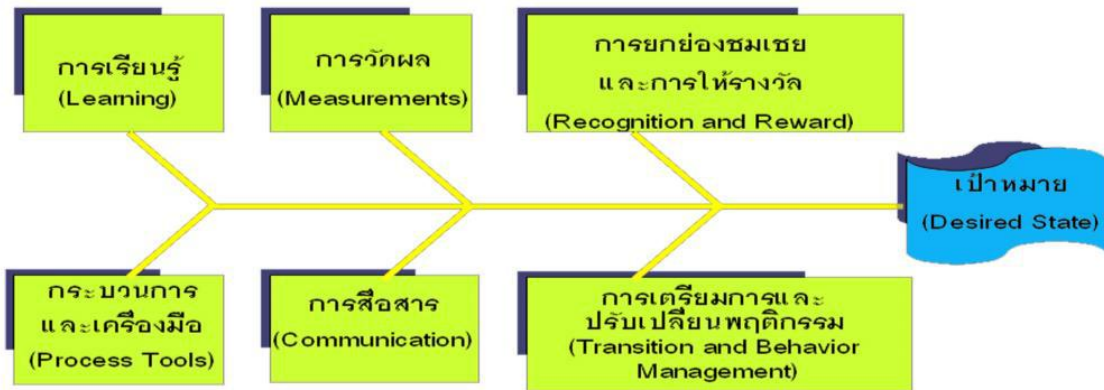 การเรียนรู้
(Learning)
การวัดผล
(Measurements)
การยกย่องชมเชย
และการให้รางวัล
(Recognition and Reward)
เป้าหมาย
(Desired State)
กระบวนการ
และเครื่องมือ
(Process Tools)
การสื่อสาร
(Communication)
การเตรียมการและ
ปรับเปลี่ยนพฤติกรรม
(Transition and Behavior
Management)